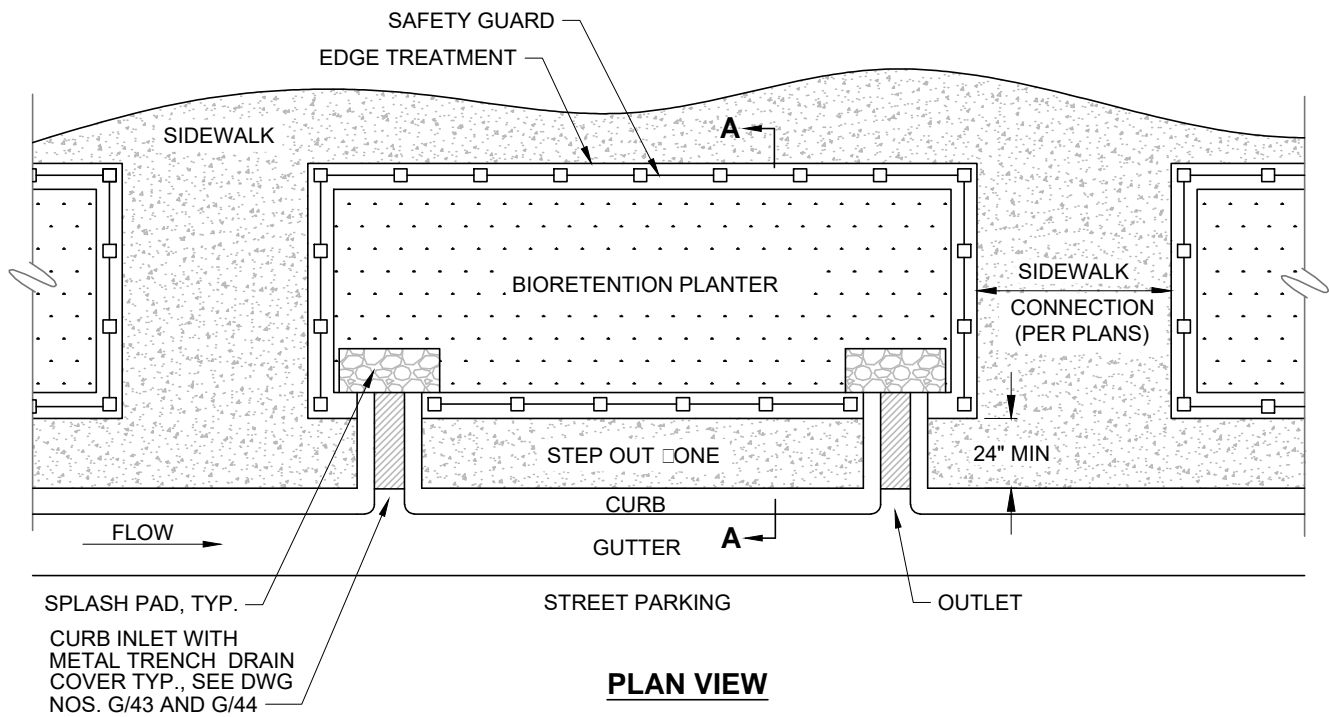 SAFETY GUARD
EDGE TREATMENT
SIDEWALK
A
BIORETENTION PLANTER
SIDEWALK
CONNECTION
(PER PLANS)
STEP OUT □ONE
24" MIN
CURB
FLOW
GUTTER
A
SPLASH PAD, TYP.
STREET PARKING
OUTLET
CURB INLET WITH
METAL TRENCH DRAIN
COVER TYP., SEE DWG
NOS. G/43 AND G/44
PLAN VIEW